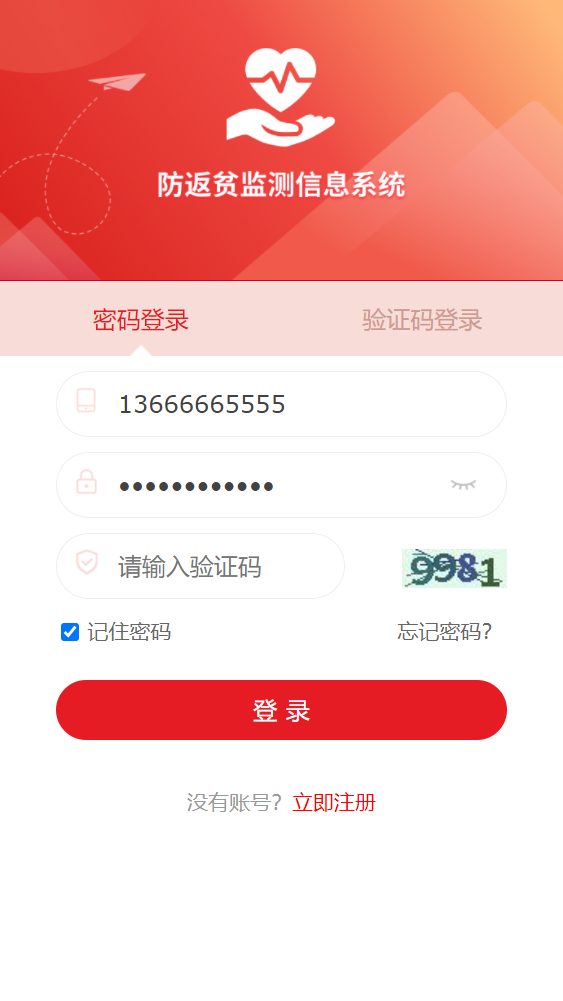 防返贫监测信息系统
密码登录 验证码登录
13666665555
••••••••••••
请输入验证码 9981
记住密码 忘记密码?
登 录
没有账号? 立即注册